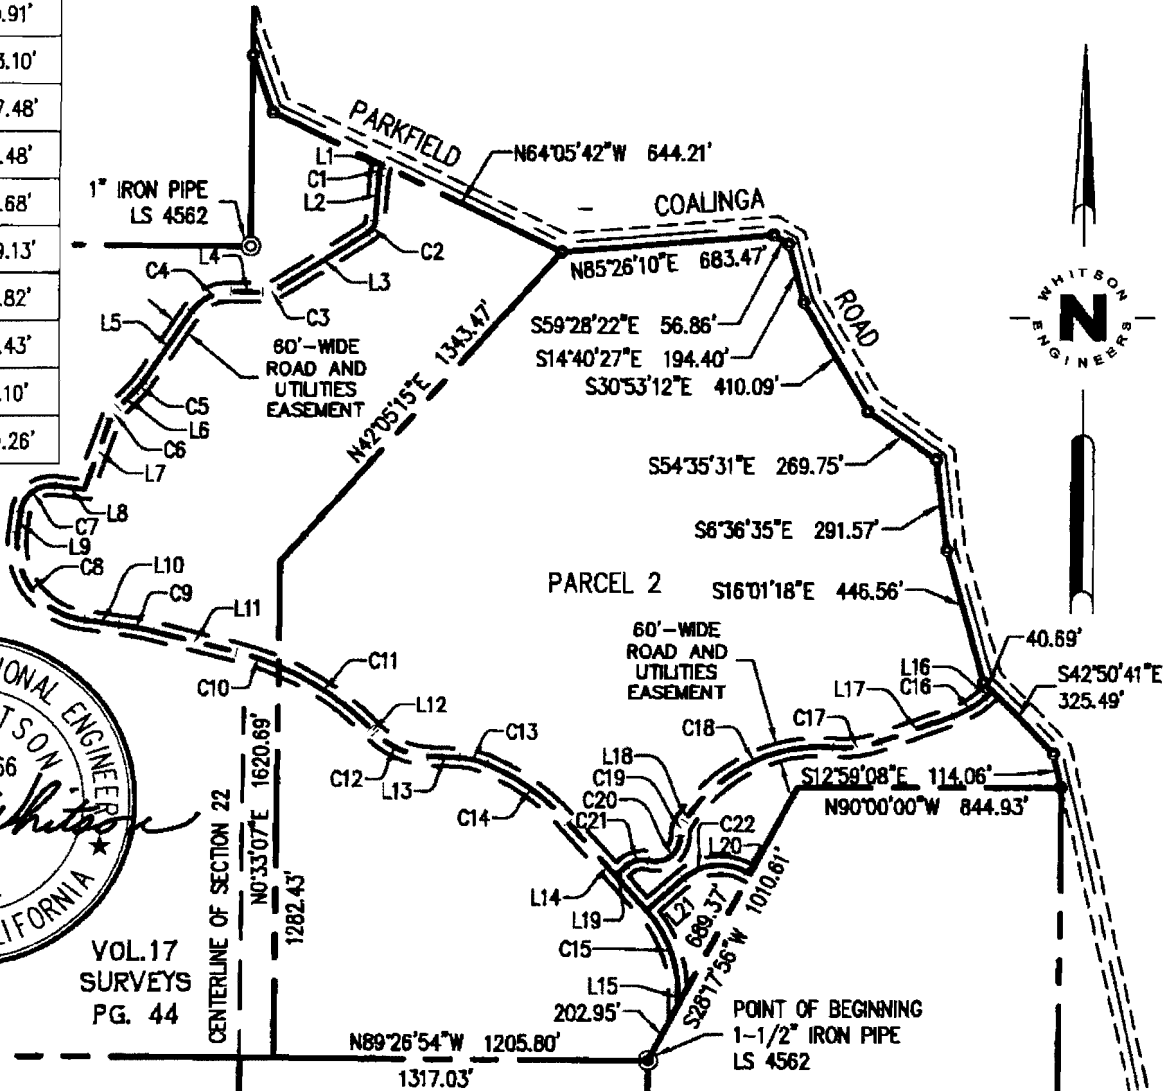 .91'
.10'
7.48'
.48'
.68'
9.13'
.82'
.43'
.10'
.26'
PARKFIELD
COALINGA
ROAD
N64°05'42"W 644.21'
L1
C1
L2
1" IRON PIPE
LS 4562
C2
L3
L4
C4
C3
L5
60'-WIDE
ROAD AND
UTILITIES
EASEMENT
N85°26'10"E 683.47'
S59°28'22"E 56.86'
S14°40'27"E 194.40'
S30°53'12"E 410.09'
N42°05'15"E 1343.47'
WHITSON
N
ENGINEERS
C5
L6
C6
L7
S54°35'31"E 269.75'
L8
C7
L9
S6°36'35"E 291.57'
C8
L10
C9
L11
PARCEL 2
S16°01'18"E 446.56'
60'-WIDE
ROAD AND
UTILITIES
EASEMENT
40.69'
L16
C16
S42°50'41"E
325.49'
C10
C11
L12
L17
C17
C18
C13
C12
L13
C14
L18
C19
C20
C21
C22
L20
S12°59'08"E 114.06'
N90°00'00"W 844.93'
L14
L19
L21
689.37'
S28°17'56"W 1010.61'
C15
L15
202.95'
POINT OF BEGINNING
1-1/2" IRON PIPE
LS 4562
CENTERLINE OF SECTION 22
N0°33'07"E 1620.69'
1282.43'
VOL.17
SURVEYS
PG. 44
N89°26'54"W 1205.80'
1317.03'
IONAL ENGINEER
TSON
66
Whitson
LIFORNIA